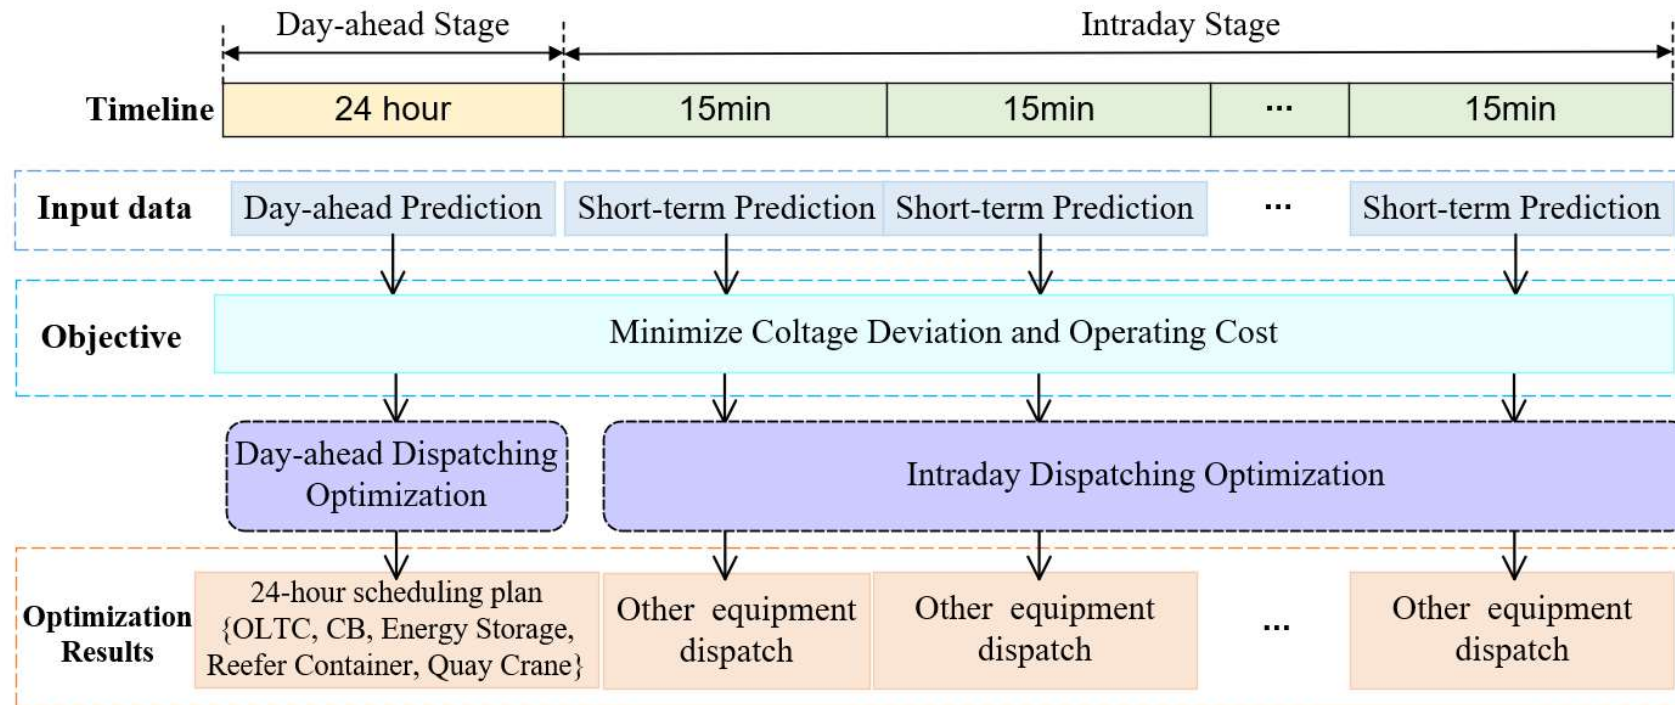 Day-ahead Stage
Intraday Stage
Timeline
24 hour
15min
15min
...
15min
Input data
Day-ahead Prediction
Short-term Prediction
Short-term Prediction
...
Short-term Prediction
Objective
Minimize Coltage Deviation and Operating Cost
Day-ahead Dispatching
Optimization
Intraday Dispatching Optimization
Optimization
Results
24-hour scheduling plan
{OLTC, CB, Energy Storage,
Reefer Container, Quay Crane}
Other equipment
dispatch
Other equipment
dispatch
...
Other equipment
dispatch